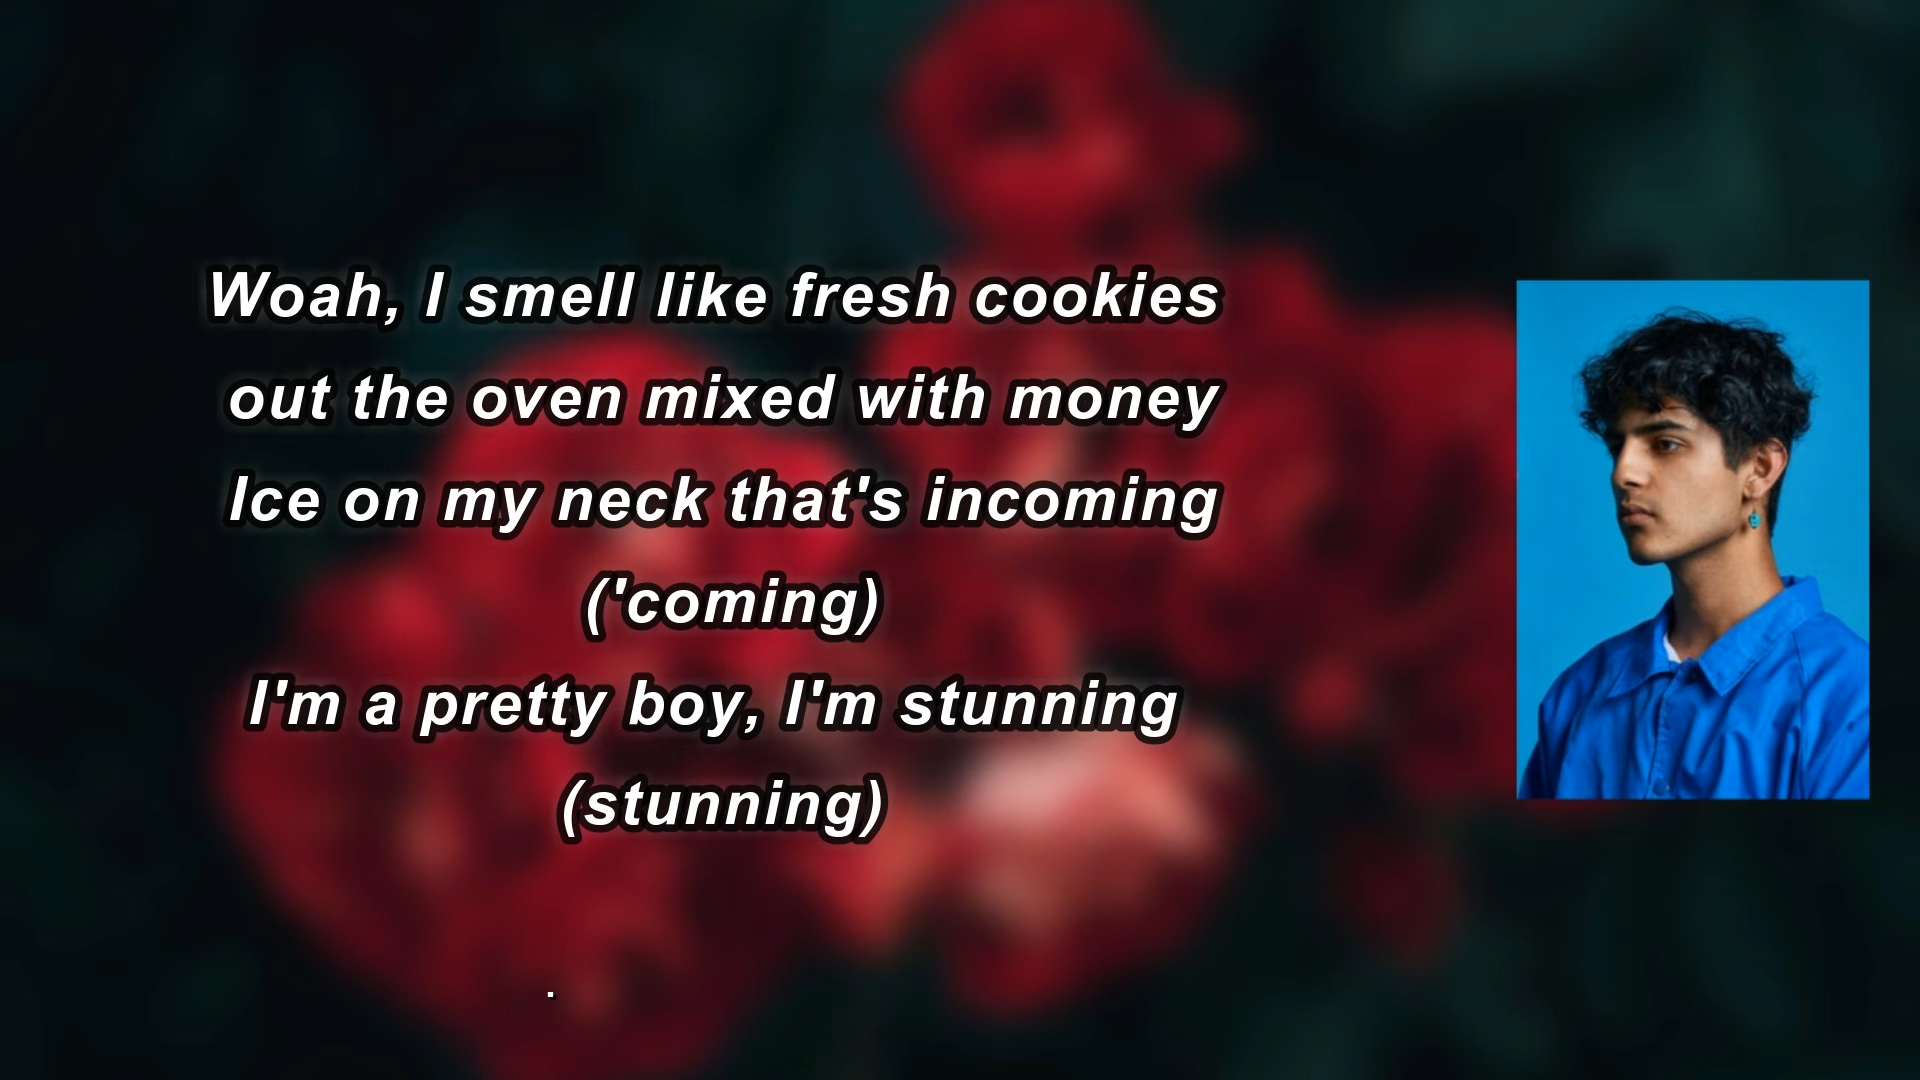 Woah, I smell like fresh cookies
out the oven mixed with money
Ice on my neck that's incoming
('coming)
I'm a pretty boy, I'm stunning
(stunning)
.